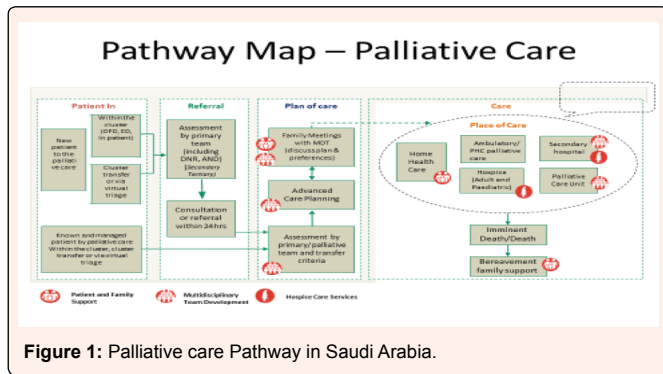 Pathway Map – Palliative Care
Patient In
New
patient
to the
palliati
ve care
Within the
cluster
(OPD, ED,
In patient)
Cluster
transfer or
via virtual
triage
Known and managed
patient by palliative care
Within the cluster, cluster
transfer or via virtual
triage
Referral
Assessment
by primary
team
(including
DNR, AND)
(Secondary
Tertiary)
Consultation
or referral
within 24hrs
Plan of care
Family Meetings
with MDT
(discuss plan &
preferences)
Advanced
Care Planning
Assessment by
primary/palliative
team and transfer
criteria
Care
Place of Care
Home
Health
Care
Ambulatory/
PHC palliative
care
Hospice
(Adult and
Paediatric)
Secondary
hospital
Palliative
Care Unit
Imminent
Death/Death
Bereavement
family support
Patient and Family
Support
Multidisciplinary
Team Development
Hospice Care Services
Figure 1: Palliative care Pathway in Saudi Arabia.